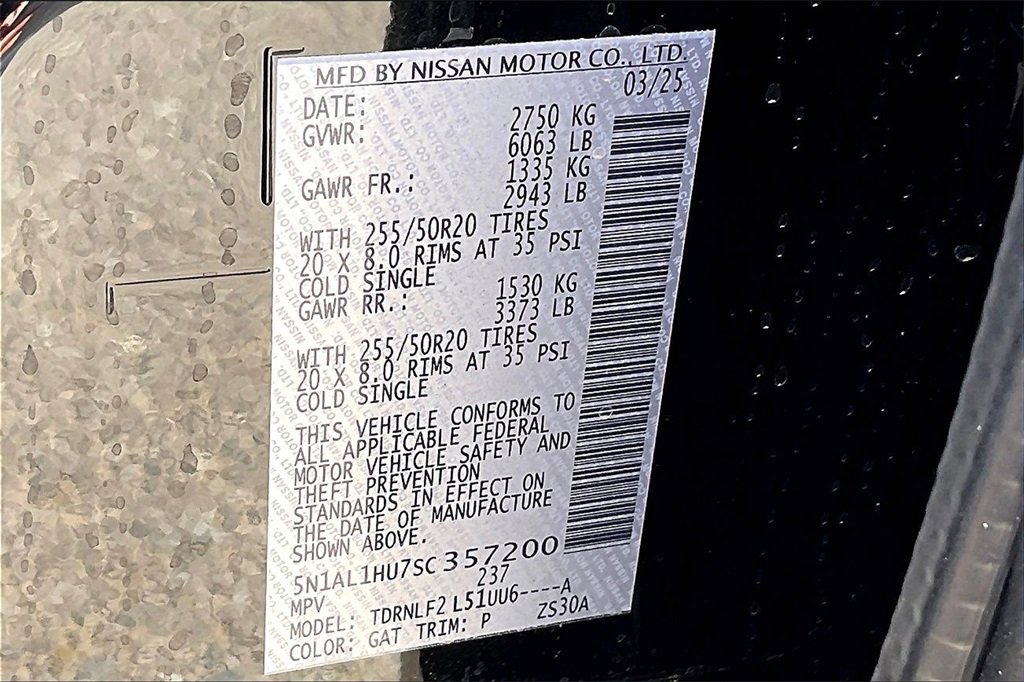 MFD BY NISSAN MOTOR CO., LTD.
DATE: 03/25
GVWR: 2750 KG
6063 LB
GAWR FR.: 1335 KG
2943 LB
WITH 255/50R20 TIRES
20 X 8.0 RIMS AT 35 PSI
COLD SINGLE
GAWR RR.: 1530 KG
3373 LB
WITH 255/50R20 TIRES
20 X 8.0 RIMS AT 35 PSI
COLD SINGLE
THIS VEHICLE CONFORMS TO
ALL APPLICABLE FEDERAL
MOTOR VEHICLE SAFETY AND
THEFT PREVENTION
STANDARDS IN EFFECT ON
THE DATE OF MANUFACTURE
SHOWN ABOVE.
5N1AL1HU7SC357200
MPV 237
MODEL: TDRNLF2 L51UU6----A
COLOR: GAT TRIM: P ZS30A